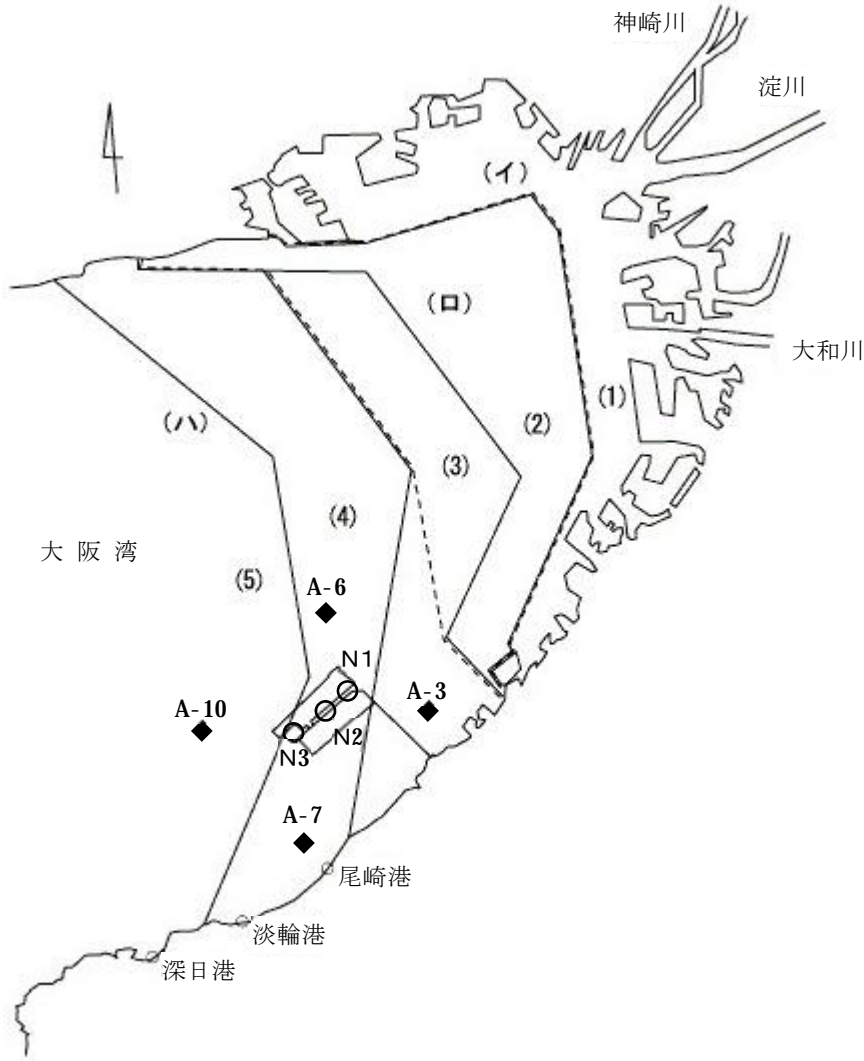 神崎川
淀川
(イ)
(ロ)
大和川
(1)
(ハ)
(2)
(3)
(4)
大 阪 湾
(5)
A-6
N1
A-3
A-10
N2
N3
A-7
尾崎港
淡輪港
深日港